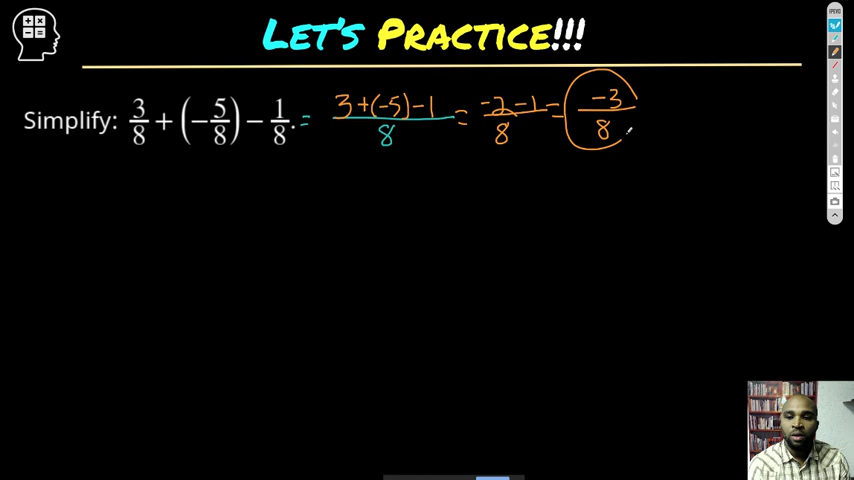 LET'S PRACTICE!!!
Simplify: 3/8 + (−5/8) − 1/8. = 3+(-5)-1/8 = -2-1/8 = -3/8